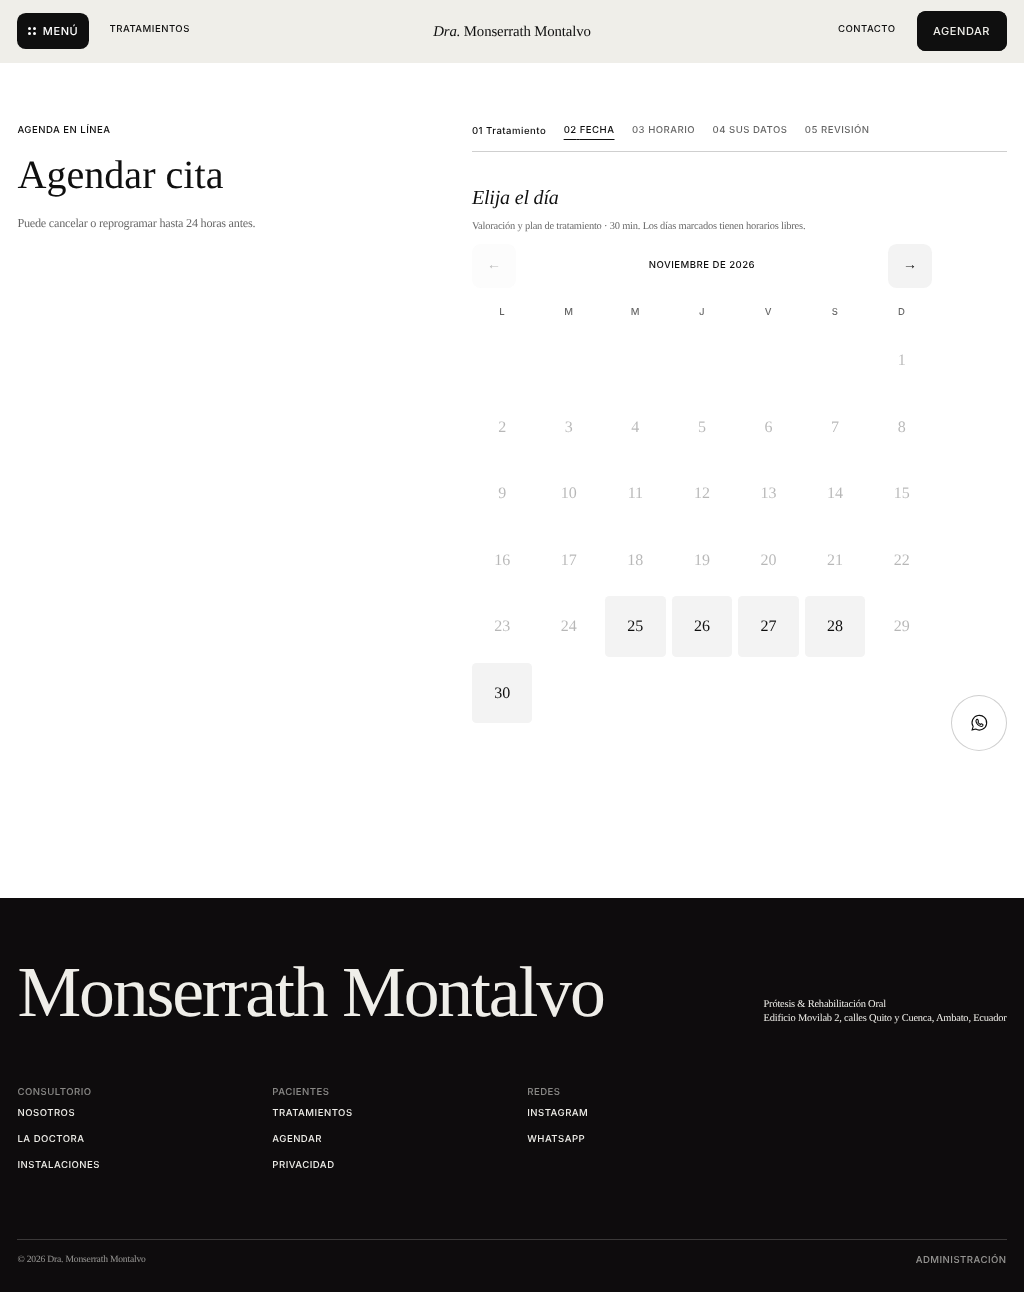 MENÚ
TRATAMIENTOS
Dra. Monserrath Montalvo
CONTACTO
AGENDAR
AGENDA EN LÍNEA
Agendar cita
Puede cancelar o reprogramar hasta 24 horas antes.
01 Tratamiento 02 FECHA 03 HORARIO 04 SUS DATOS 05 REVISIÓN
Elija el día
Valoración y plan de tratamiento · 30 min. Los días marcados tienen horarios libres.
← NOVIEMBRE DE 2026 →
L M M J V S D
1
2 3 4 5 6 7 8
9 10 11 12 13 14 15
16 17 18 19 20 21 22
23 24 25 26 27 28 29
30
Monserrath Montalvo
Prótesis & Rehabilitación Oral
Edificio Movilab 2, calles Quito y Cuenca, Ambato, Ecuador
CONSULTORIO
NOSOTROS
LA DOCTORA
INSTALACIONES
PACIENTES
TRATAMIENTOS
AGENDAR
PRIVACIDAD
REDES
INSTAGRAM
WHATSAPP
© 2026 Dra. Monserrath Montalvo
ADMINISTRACIÓN